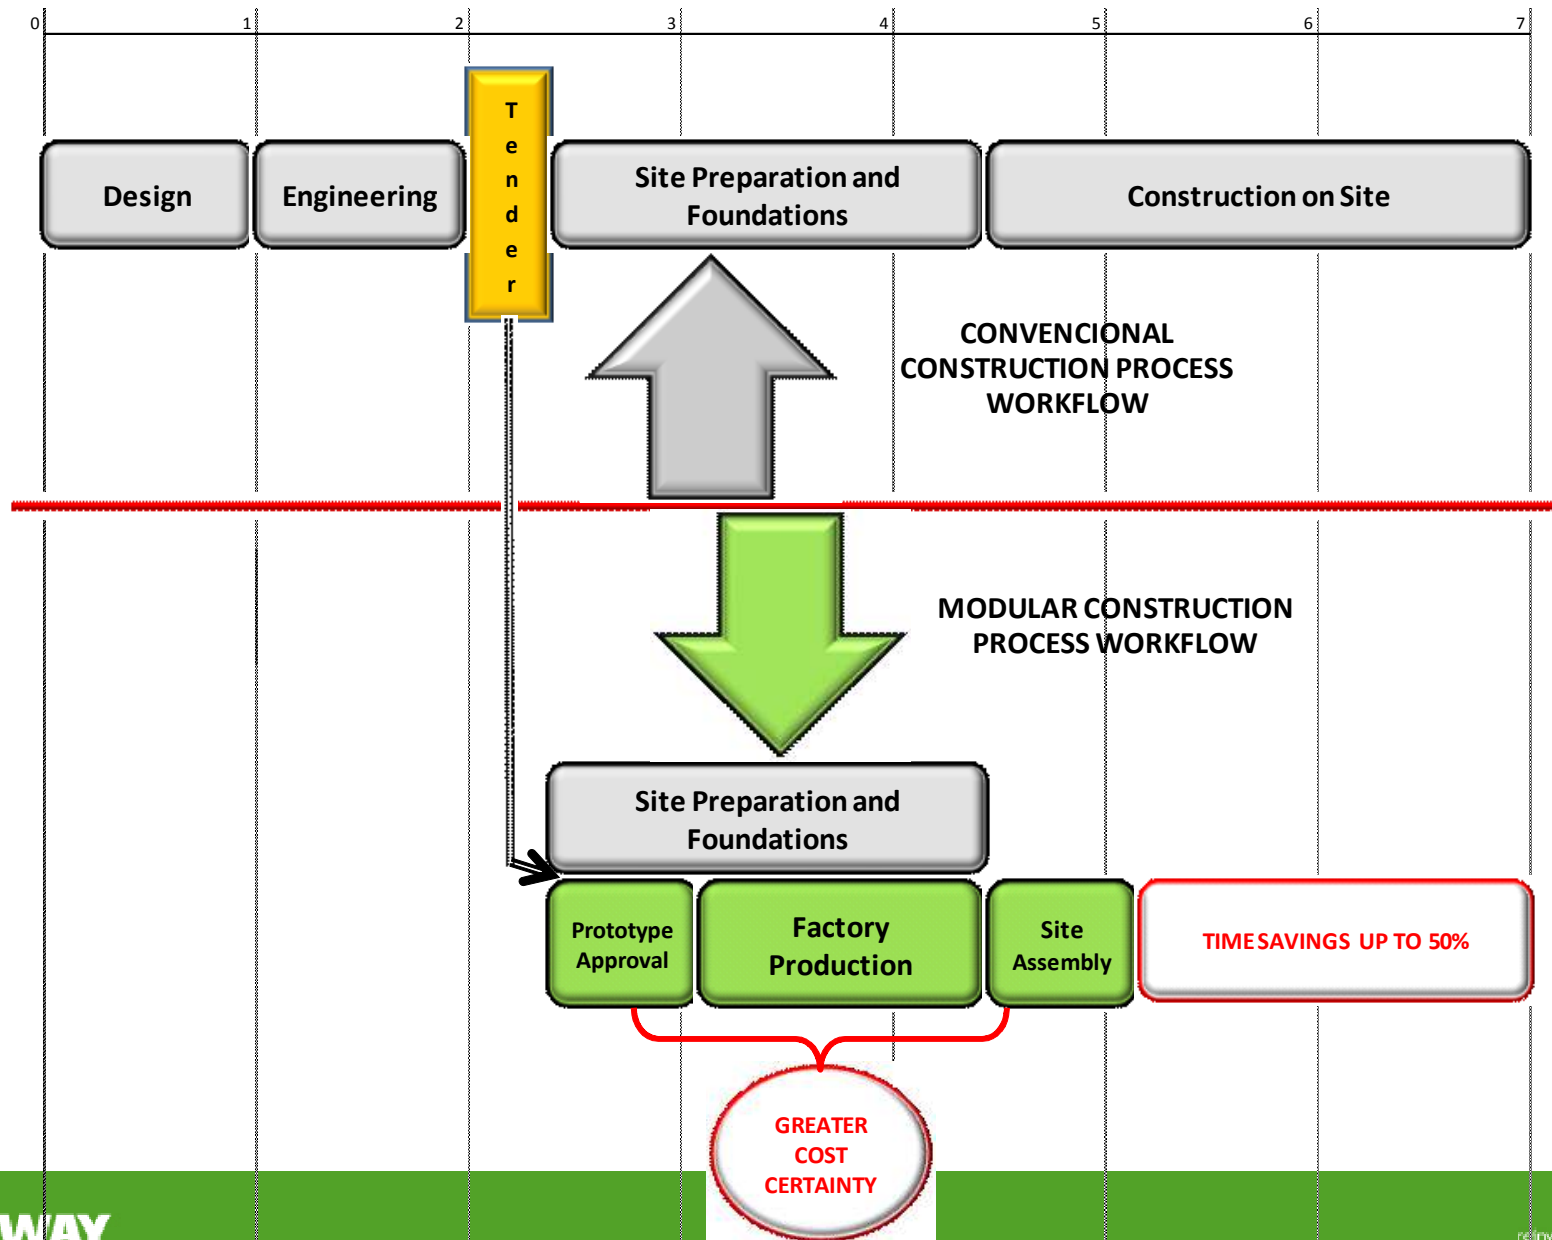 0 1 2 3 4 5 6 7
Tender
Design
Engineering
Site Preparation and
Foundations
Construction on Site
CONVENCIONAL
CONSTRUCTION PROCESS
WORKFLOW
MODULAR CONSTRUCTION
PROCESS WORKFLOW
Site Preparation and
Foundations
Prototype
Approval
Factory
Production
Site
Assembly
TIME SAVINGS UP TO 50%
GREATER
COST
CERTAINTY
WAY